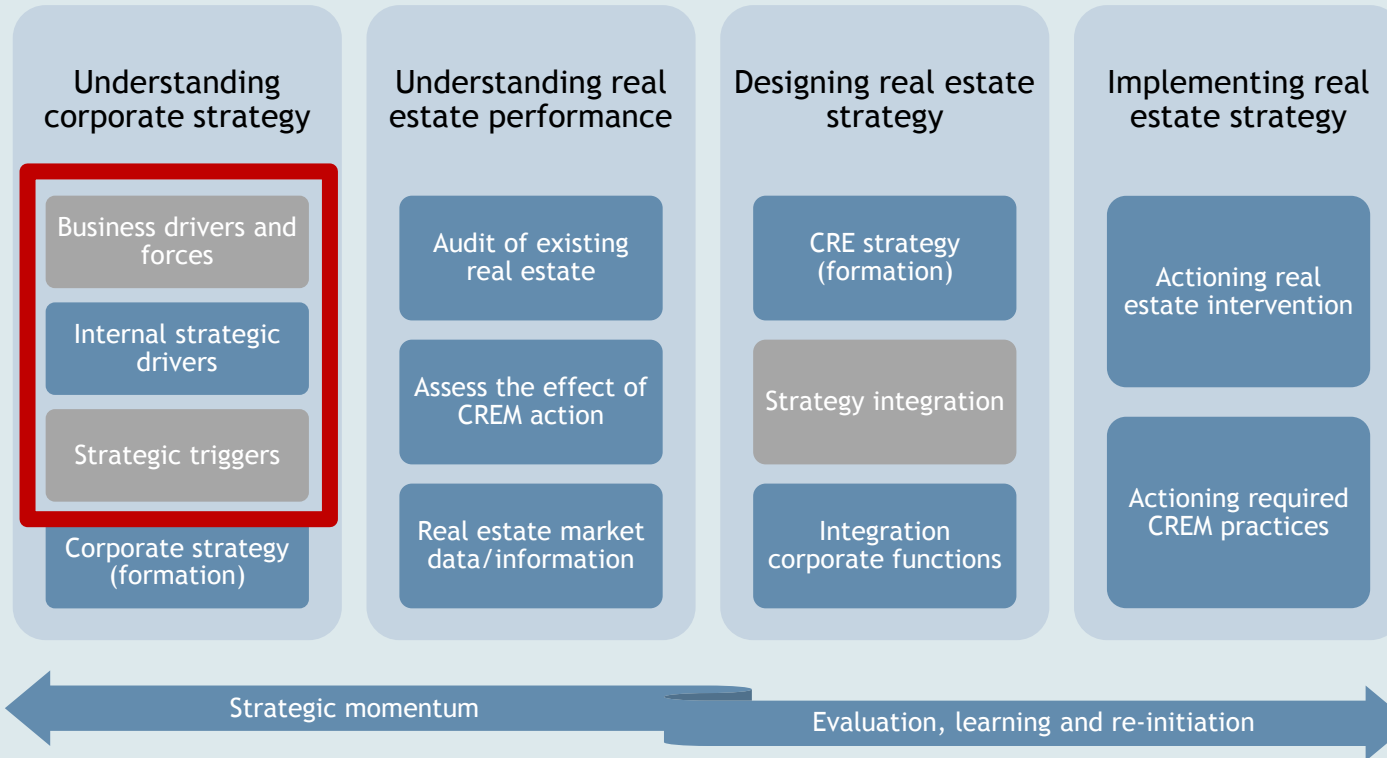 Understanding
corporate strategy
Business drivers and
forces
Internal strategic
drivers
Strategic triggers
Corporate strategy
(formation)
Understanding real
estate performance
Audit of existing
real estate
Assess the effect of
CREM action
Real estate market
data/information
Designing real estate
strategy
CRE strategy
(formation)
Strategy integration
Integration
corporate functions
Implementing real
estate strategy
Actioning real
estate intervention
Actioning required
CREM practices
Strategic momentum
Evaluation, learning and re-initiation